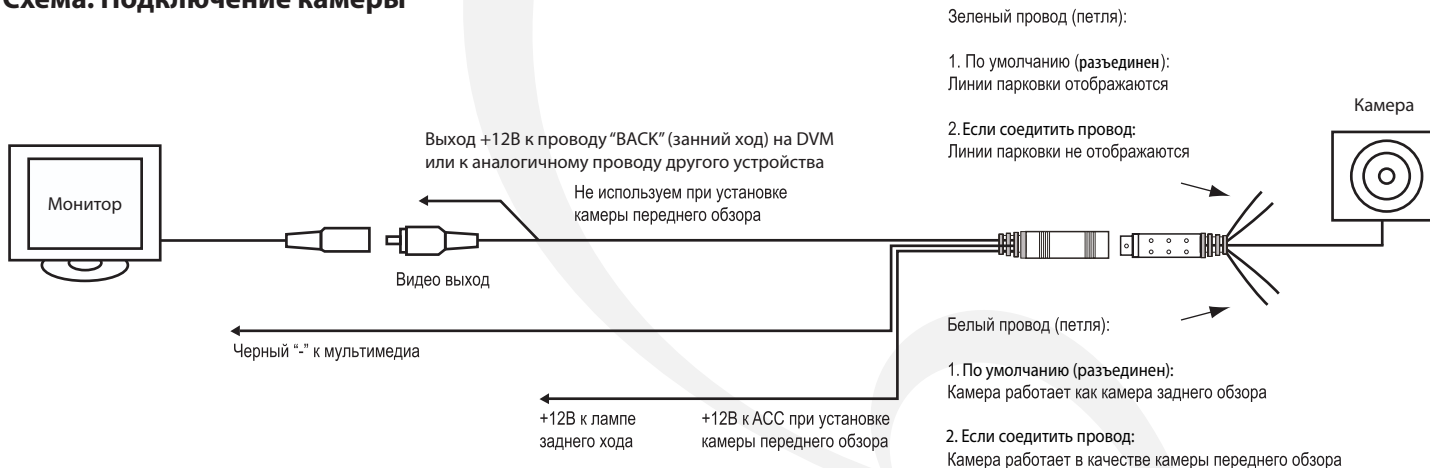 Схема. Подключение камеры
Зеленый провод (петля):
1. По умолчанию (разъединен):
Линии парковки отображаются
2. Если соедитить провод:
Линии парковки не отображаются
Камера
Монитор
Выход +12В к проводу “BACK” (занний ход) на DVM
или к аналогичному проводу другого устройства
Не используем при установке
камеры переднего обзора
Видео выход
Черный “-” к мультимедиа
+12В к лампе
заднего хода
+12В к ACC при установке
камеры переднего обзора
Белый провод (петля):
1. По умолчанию (разъединен):
Камера работает как камера заднего обзора
2. Если соедитить провод:
Камера работает в качестве камеры переднего обзора